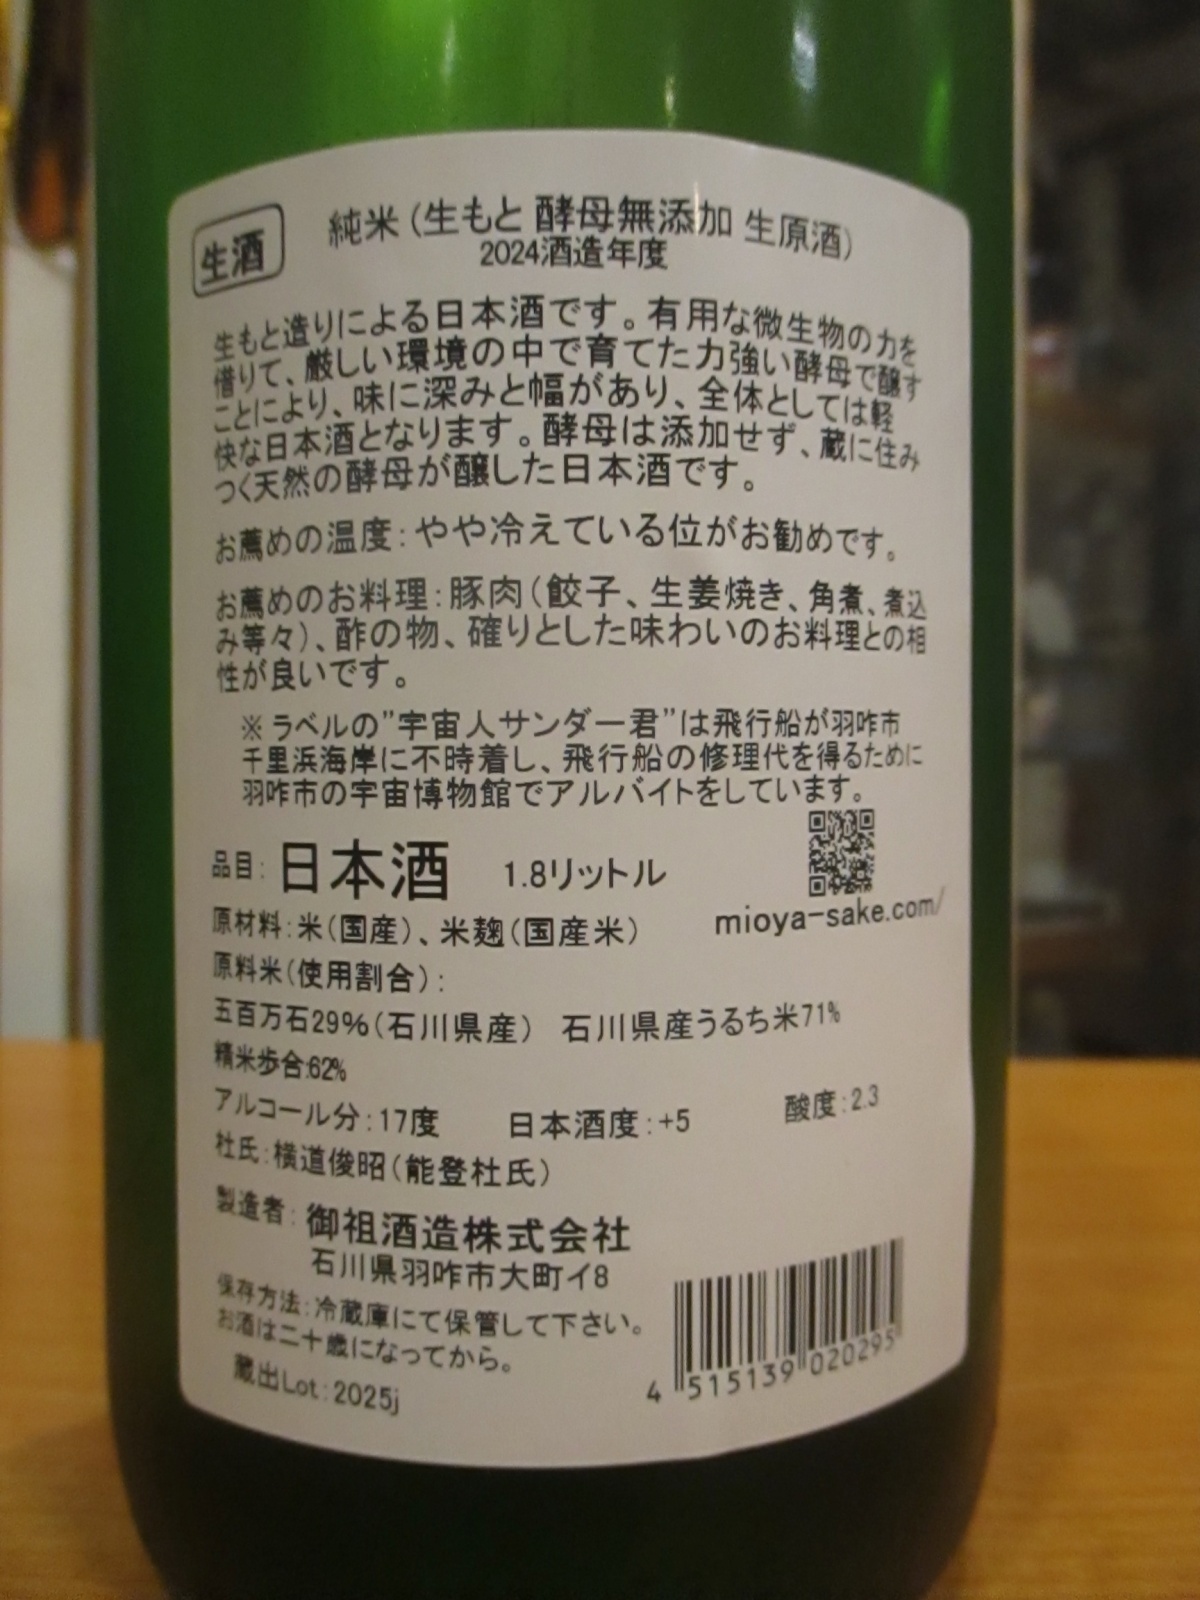 生酒
純米(生もと 酵母無添加 生原酒)
2024酒造年度
生もと造りによる日本酒です。有用な微生物の力を
借りて、厳しい環境の中で育てた力強い酵母で醸す
ことにより、味に深みと幅があり、全体としては軽
快な日本酒となります。酵母は添加せず、蔵に住み
つく天然の酵母が醸した日本酒です。
お薦めの温度:やや冷えている位がお勧めです。
お薦めのお料理:豚肉(餃子、生姜焼き、角煮、煮込
み等々)、酢の物、確りとした味わいのお料理との相
性が良いです。
※ラベルの”宇宙人サンダー君”は飛行船が羽咋市
千里浜海岸に不時着し、飛行船の修理代を得るために
羽咋市の宇宙博物館でアルバイトをしています。
品目:日本酒 1.8リットル
mioya-sake.com/
原材料:米(国産)、米麹(国産米)
原料米(使用割合):
五百万石29%(石川県産) 石川県産うるち米71%
精米歩合:62%
アルコール分:17度 日本酒度:+5 酸度:2.3
杜氏:横道俊昭(能登杜氏)
製造者:御祖酒造株式会社
石川県羽咋市大町イ8
保存方法:冷蔵庫にて保管して下さい。
お酒は二十歳になってから。
蔵出Lot:2025j
4 515139 020295